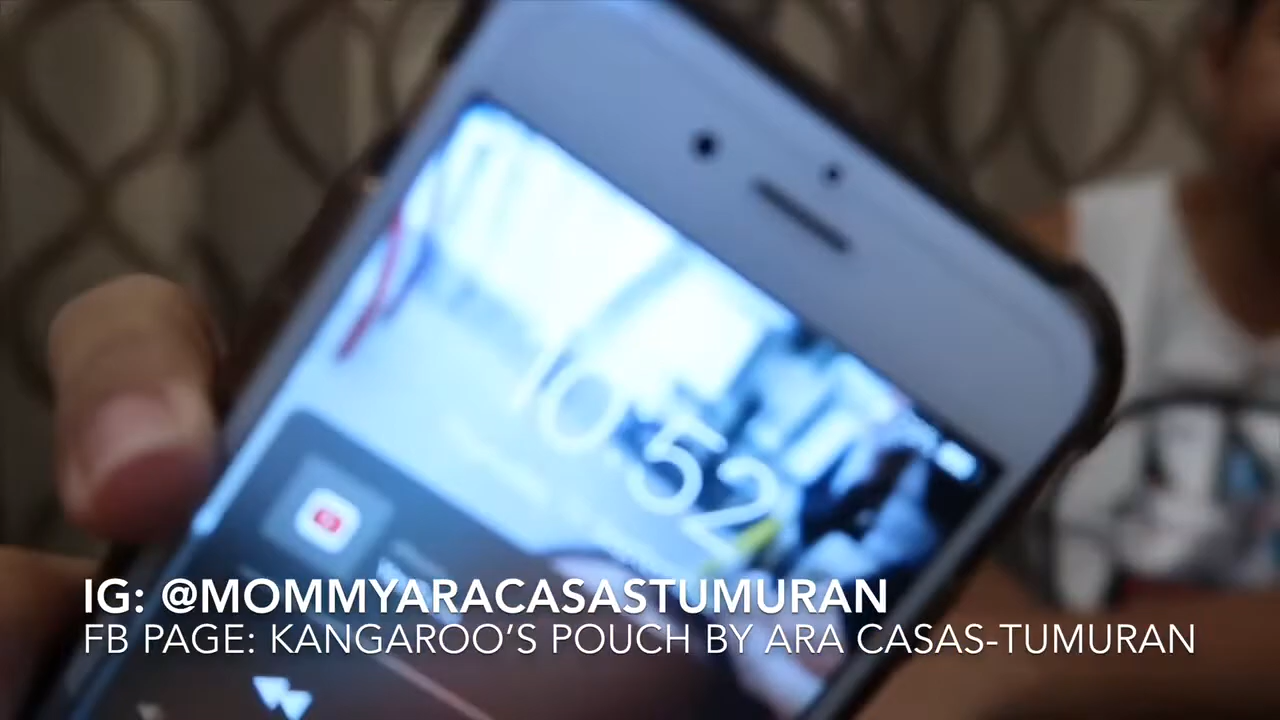 10:52
IG: @MOMMYARACASASTUMURAN
FB PAGE: KANGAROO'S POUCH BY ARA CASAS-TUMURAN